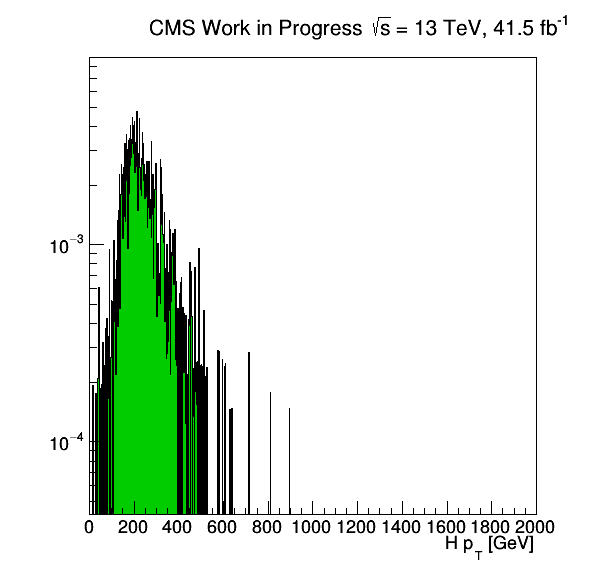 CMS Work in Progress √s = 13 TeV, 41.5 fb⁻¹
10⁻³
10⁻⁴
0 200 400 600 800 1000 1200 1400 1600 1800 2000
H p_T [GeV]